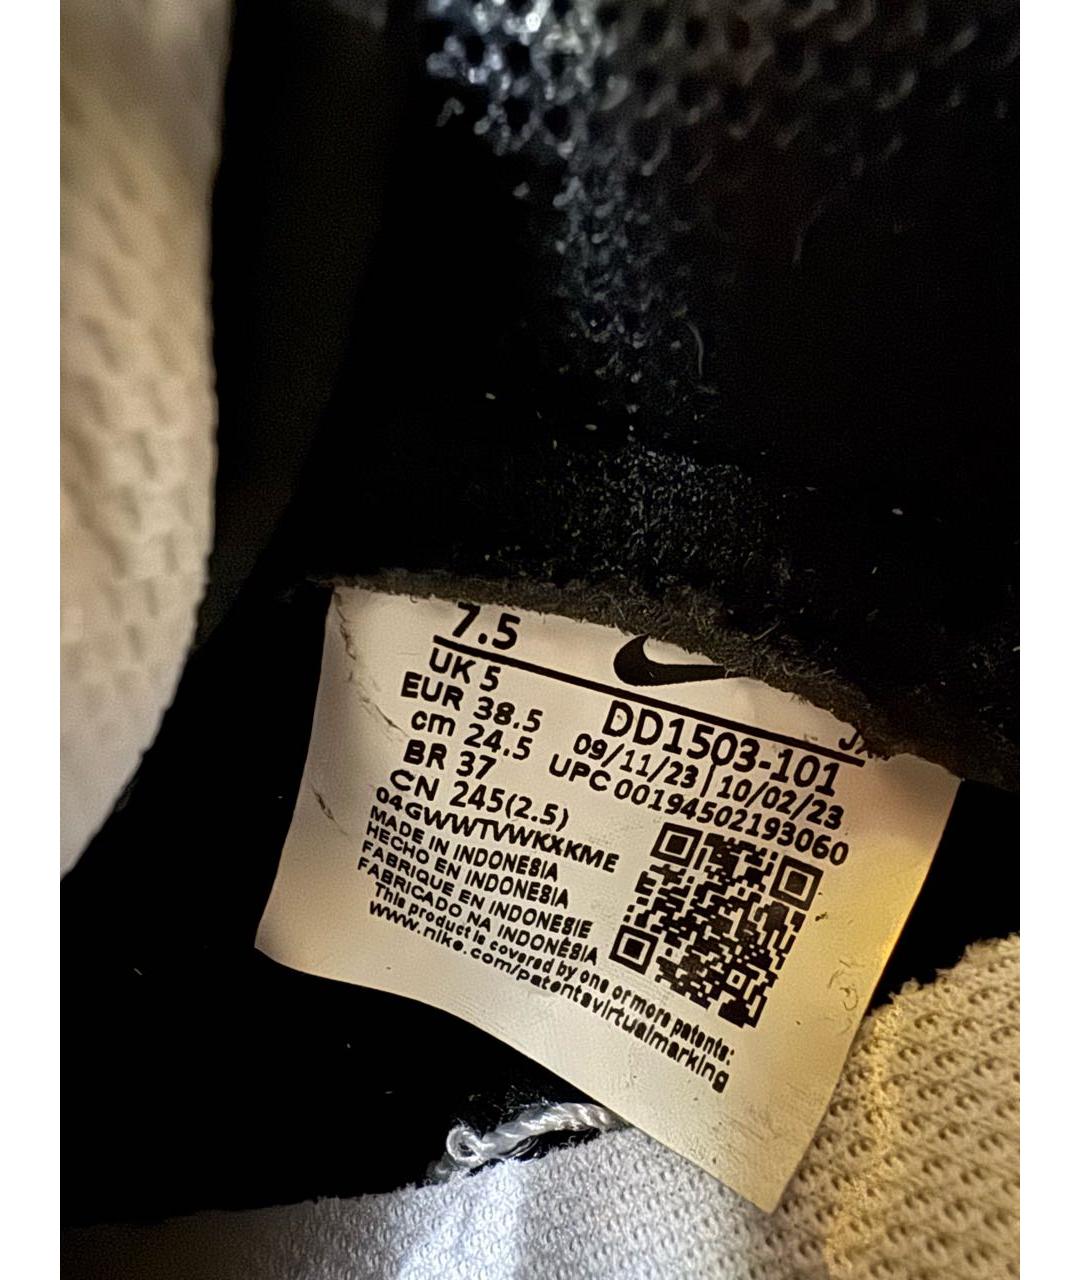 7.5
UK 5
EUR 38.5
cm 24.5
BR 37
CN 245(2.5)
DD1503-101
09/11/23 | 10/02/23
UPC 00194502193060
04GWWTVWKXKME
MADE IN INDONESIA
HECHO EN INDONESIA
FABRIQUE EN INDONESIE
FABRICADO NA INDONÉSIA
This product is covered by one or more patents:
www.nike.com/patentsvirtualmarking